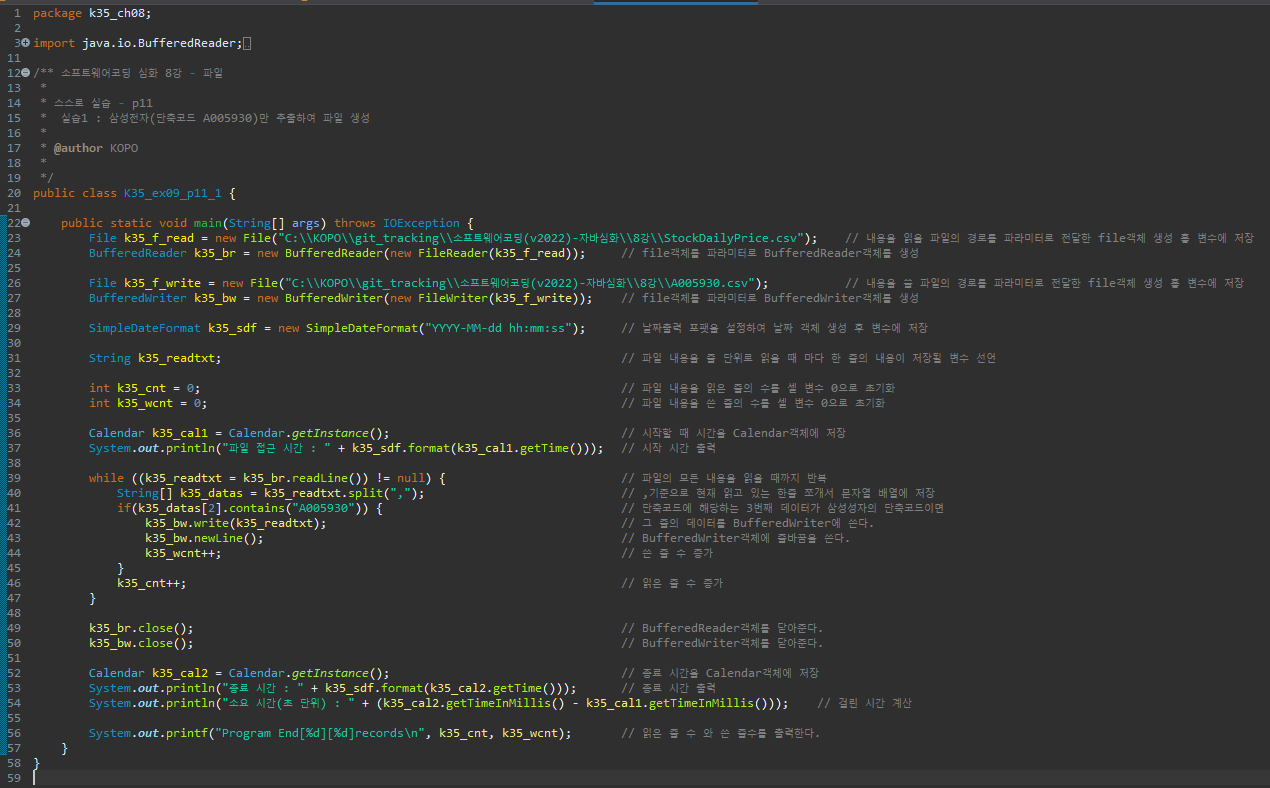 1 package k35_ch08;
2
3 import java.io.BufferedReader;
11
12 /** 소프트웨어코딩 심화 8강 - 파일
13  *
14  * 스스로 실습 - p11
15  *  실습1 : 삼성전자(단축코드 A005930)만 추출하여 파일 생성
16  *
17  * @author KOPO
18  *
19  */
20 public class K35_ex09_p11_1 {
21
22     public static void main(String[] args) throws IOException {
23         File k35_f_read = new File("C:\\KOPO\\git_tracking\\소프트웨어코딩(v2022)-자바심화\\8강\\StockDailyPrice.csv");    // 내용을 읽을 파일의 경로를 파라미터로 전달한 file객체 생성 훟 변수에 저장
24         BufferedReader k35_br = new BufferedReader(new FileReader(k35_f_read));     // file객체를 파라미터로 BufferedReader객체를 생성
25
26         File k35_f_write = new File("C:\\KOPO\\git_tracking\\소프트웨어코딩(v2022)-자바심화\\8강\\A005930.csv");           // 내용을 쓸 파일의 경로를 파라미터로 전달한 file객체 생성 훟 변수에 저장
27         BufferedWriter k35_bw = new BufferedWriter(new FileWriter(k35_f_write));    // file객체를 파라미터로 BufferedWriter객체를 생성
28
29         SimpleDateFormat k35_sdf = new SimpleDateFormat("YYYY-MM-dd hh:mm:ss");     // 날짜출력 포맷을 설정하여 날짜 객체 생성 후 변수에 저장
30
31         String k35_readtxt;                                                         // 파일 내용을 줄 단위로 읽을 때 마다 한 줄의 내용이 저장될 변수 선언
32
33         int k35_cnt = 0;                                                            // 파일 내용을 읽은 줄의 수를 셀 변수 0으로 초기화
34         int k35_wcnt = 0;                                                           // 파일 내용을 쓴 줄의 수를 셀 변수 0으로 초기화
35
36         Calendar k35_cal1 = Calendar.getInstance();                                 // 시작할 때 시간을 Calendar객체에 저장
37         System.out.println("파일 접근 시간 : " + k35_sdf.format(k35_cal1.getTime()));  // 시작 시간 출력
38
39         while ((k35_readtxt = k35_br.readLine()) != null) {                         // 파일의 모든 내용을 읽을 때까지 반복
40             String[] k35_datas = k35_readtxt.split(",");                            // ,기준으로 현재 읽고 있는 한줄 쪼개서 문자열 배열에 저장
41             if(k35_datas[2].contains("A005930")) {                                  // 단축코드에 해당하는 3번째 데이터가 삼성성자의 단축코드이면
42                 k35_bw.write(k35_readtxt);                                          // 그 줄의 데이터를 BufferedWriter에 쓴다.
43                 k35_bw.newLine();                                                   // BufferedWriter객체에 줄바꿈을 쓴다.
44                 k35_wcnt++;                                                         // 쓴 줄 수 증가
45             }
46             k35_cnt++;                                                              // 읽은 줄 수 증가
47         }
48
49         k35_br.close();                                                             // BufferedReader객체를 닫아준다.
50         k35_bw.close();                                                             // BufferedWriter객체를 닫아준다.
51
52         Calendar k35_cal2 = Calendar.getInstance();                                 // 종료 시간을 Calendar객체에 저장
53         System.out.println("종료 시간 : " + k35_sdf.format(k35_cal2.getTime()));      // 종료 시간 출력
54         System.out.println("소요 시간(초 단위) : " + (k35_cal2.getTimeInMillis() - k35_cal1.getTimeInMillis()));    // 걸린 시간 계산
55
56         System.out.printf("Program End[%d][%d]records\n", k35_cnt, k35_wcnt);       // 읽은 줄 수 와 쓴 줄수를 출력한다.
57     }
58 }
59